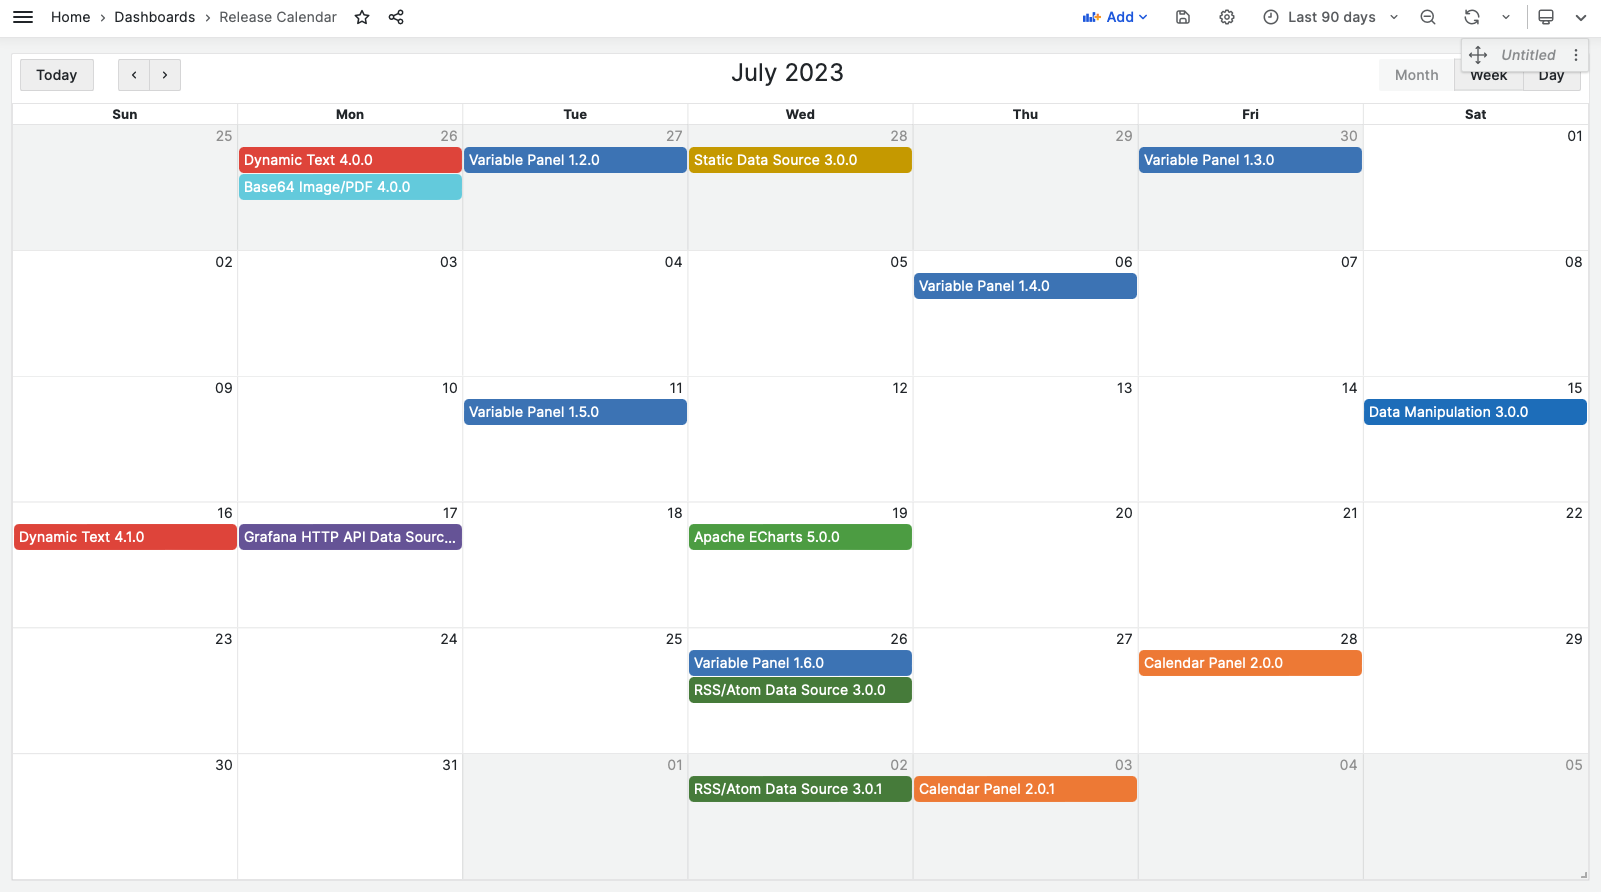 Home › Dashboards › Release Calendar Add Last 90 days
Untitled
Today ‹ › July 2023 Month Week Day
Sun Mon Tue Wed Thu Fri Sat
25 26 27 28 29 30 01
Dynamic Text 4.0.0 Variable Panel 1.2.0 Static Data Source 3.0.0 Variable Panel 1.3.0
Base64 Image/PDF 4.0.0
02 03 04 05 06 07 08
Variable Panel 1.4.0
09 10 11 12 13 14 15
Variable Panel 1.5.0 Data Manipulation 3.0.0
16 17 18 19 20 21 22
Dynamic Text 4.1.0 Grafana HTTP API Data Sourc... Apache ECharts 5.0.0
23 24 25 26 27 28 29
Variable Panel 1.6.0 Calendar Panel 2.0.0
RSS/Atom Data Source 3.0.0
30 31 01 02 03 04 05
RSS/Atom Data Source 3.0.1 Calendar Panel 2.0.1